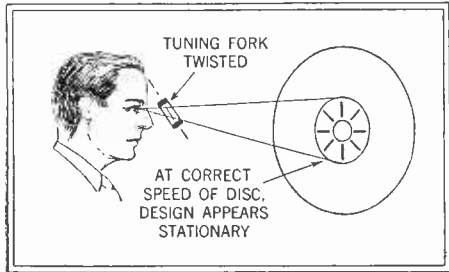 TUNING FORK
TWISTED
AT CORRECT
SPEED OF DISC,
DESIGN APPEARS
STATIONARY